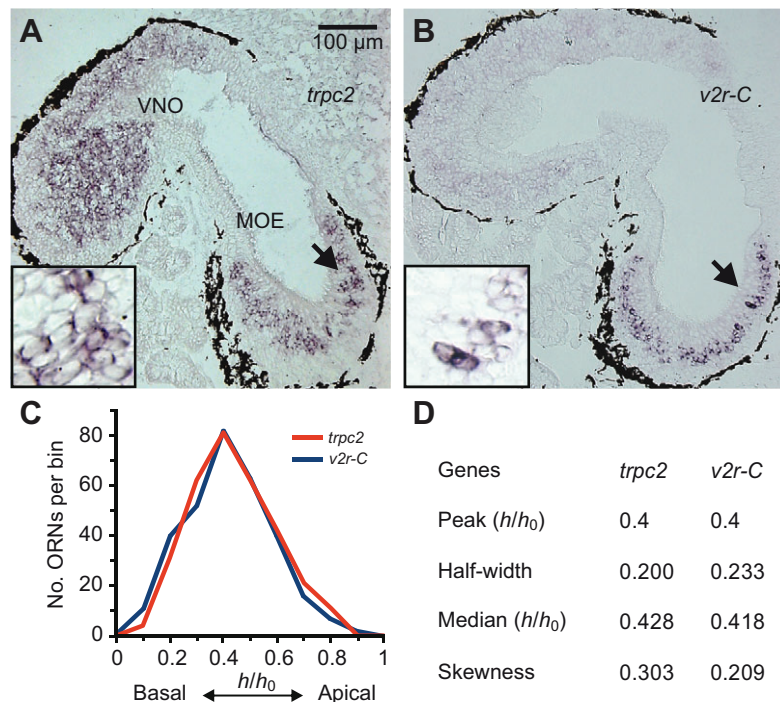 A
100 µm
trpc2
VNO
MOE
B
v2r-C
C
No. ORNs per bin
80
60
40
20
0
trpc2
v2r-C
0 0.2 0.4 0.6 0.8 1
Basal h/h0 Apical
D
Genes trpc2 v2r-C
Peak (h/h0) 0.4 0.4
Half-width 0.200 0.233
Median (h/h0) 0.428 0.418
Skewness 0.303 0.209